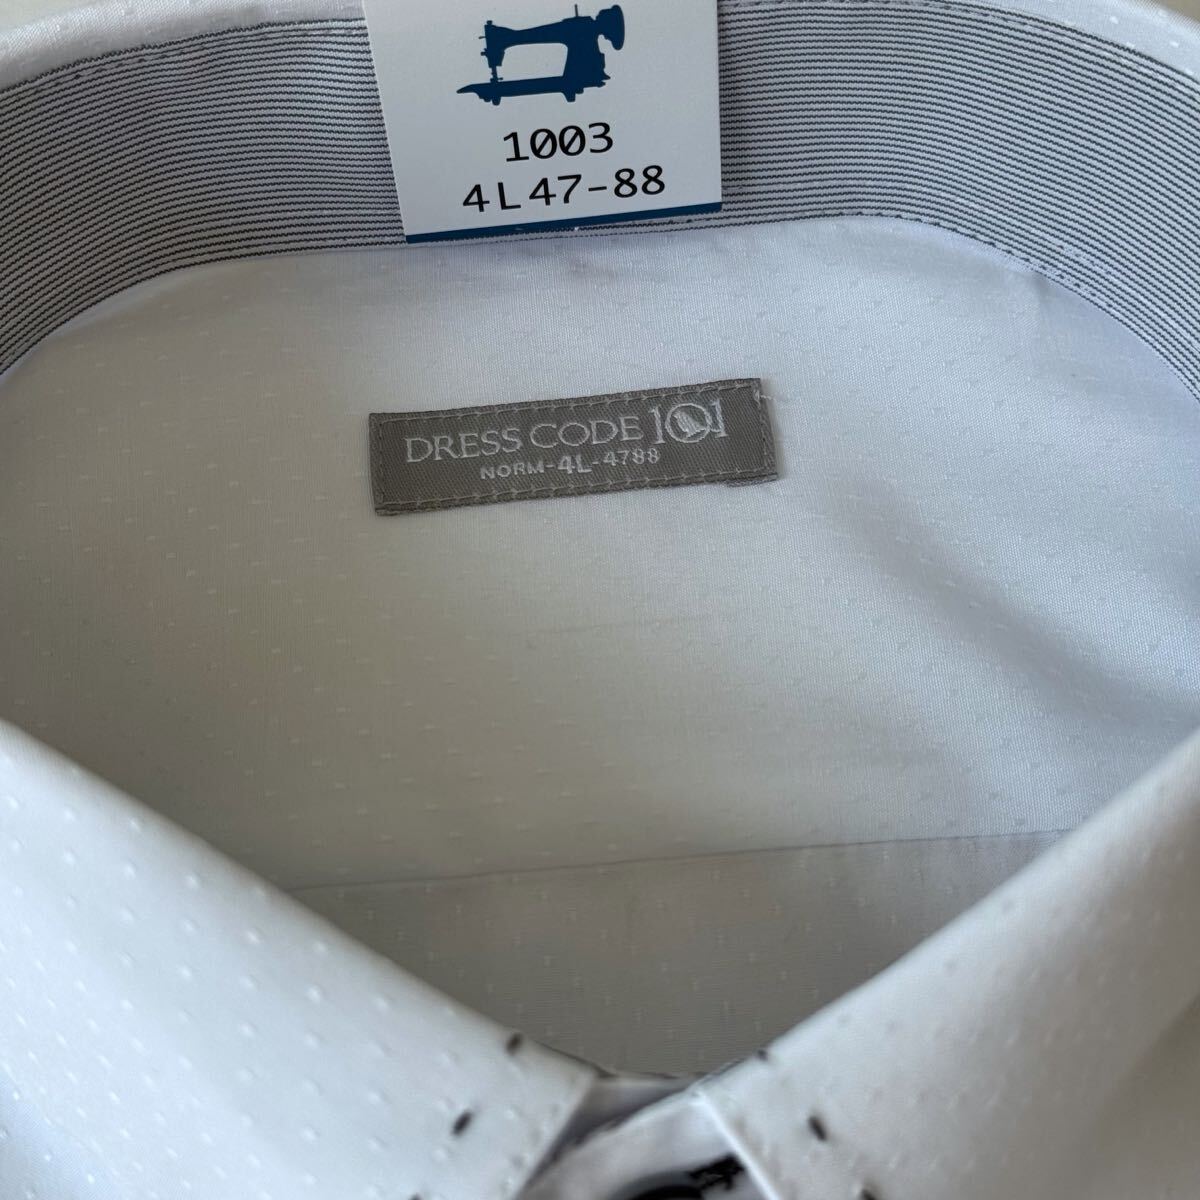 1003
4L47-88
DRESS CODE 101
NORM-4L-4788